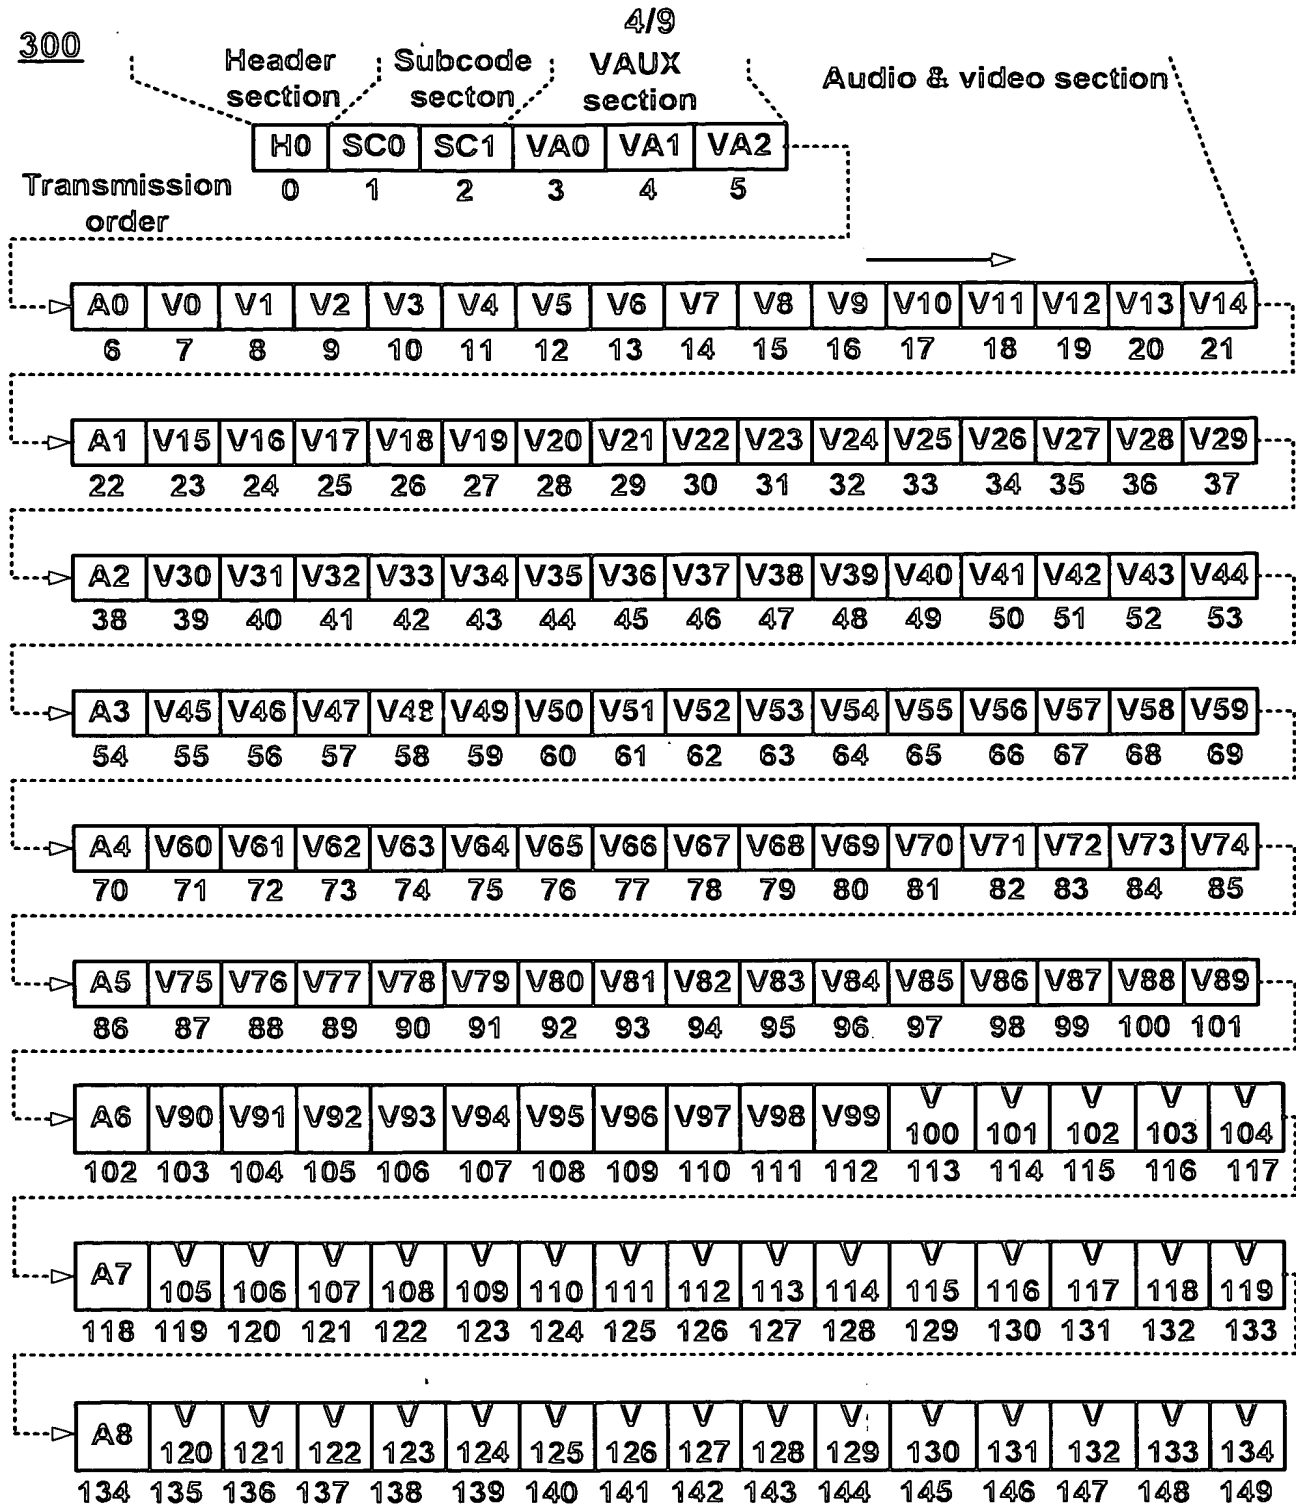 4/9
300
Header section
Subcode secton
VAUX section
Audio & video section
H0 SC0 SC1 VA0 VA1 VA2
0 1 2 3 4 5
Transmission order
A0 V0 V1 V2 V3 V4 V5 V6 V7 V8 V9 V10 V11 V12 V13 V14
6 7 8 9 10 11 12 13 14 15 16 17 18 19 20 21
A1 V15 V16 V17 V18 V19 V20 V21 V22 V23 V24 V25 V26 V27 V28 V29
22 23 24 25 26 27 28 29 30 31 32 33 34 35 36 37
A2 V30 V31 V32 V33 V34 V35 V36 V37 V38 V39 V40 V41 V42 V43 V44
38 39 40 41 42 43 44 45 46 47 48 49 50 51 52 53
A3 V45 V46 V47 V48 V49 V50 V51 V52 V53 V54 V55 V56 V57 V58 V59
54 55 56 57 58 59 60 61 62 63 64 65 66 67 68 69
A4 V60 V61 V62 V63 V64 V65 V66 V67 V68 V69 V70 V71 V72 V73 V74
70 71 72 73 74 75 76 77 78 79 80 81 82 83 84 85
A5 V75 V76 V77 V78 V79 V80 V81 V82 V83 V84 V85 V86 V87 V88 V89
86 87 88 89 90 91 92 93 94 95 96 97 98 99 100 101
A6 V90 V91 V92 V93 V94 V95 V96 V97 V98 V99 V 100 V 101 V 102 V 103 V 104
102 103 104 105 106 107 108 109 110 111 112 113 114 115 116 117
A7 V 105 V 106 V 107 V 108 V 109 V 110 V 111 V 112 V 113 V 114 V 115 V 116 V 117 V 118 V 119
118 119 120 121 122 123 124 125 126 127 128 129 130 131 132 133
A8 V 120 V 121 V 122 V 123 V 124 V 125 V 126 V 127 V 128 V 129 V 130 V 131 V 132 V 133 V 134
134 135 136 137 138 139 140 141 142 143 144 145 146 147 148 149